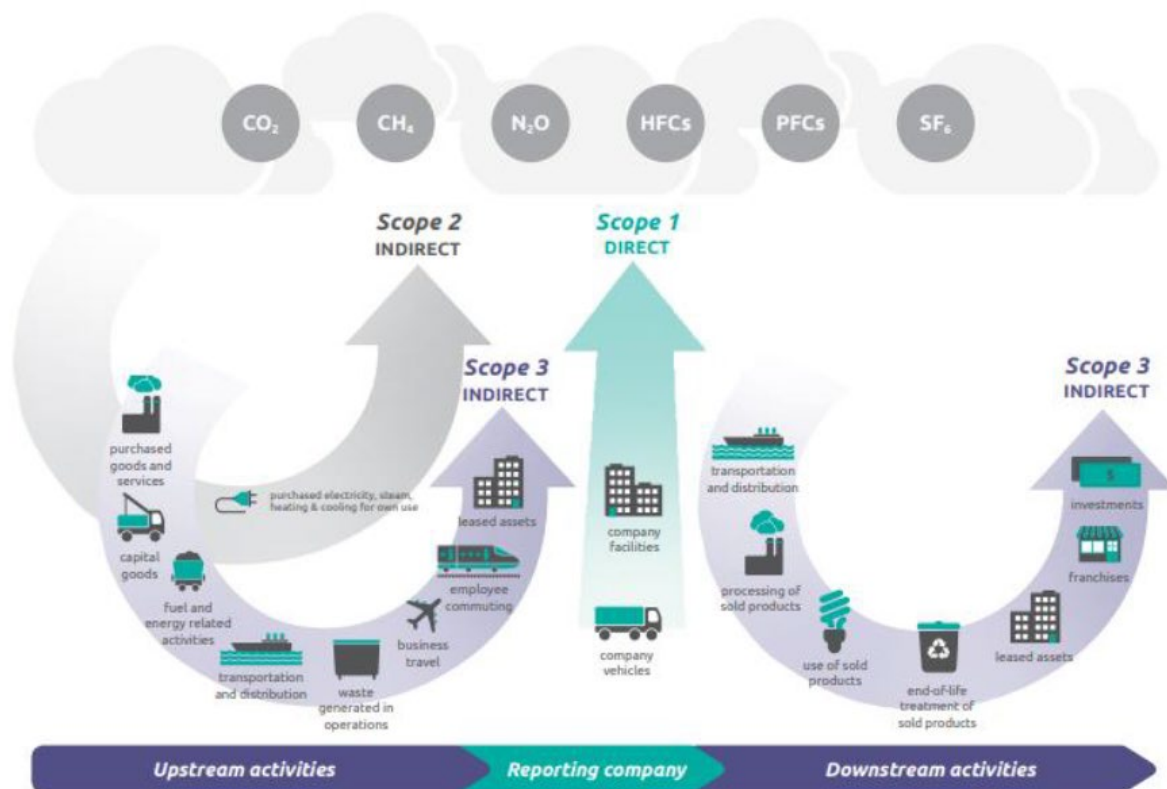 CO₂
CH₄
N₂O
HFCs
PFCs
SF₆
Scope 2
INDIRECT
Scope 1
DIRECT
Scope 3
INDIRECT
Scope 3
INDIRECT
purchased
goods and
services
capital
goods
fuel and
energy related
activities
transportation
and distribution
waste
generated in
operations
business
travel
employee
commuting
leased assets
purchased electricity, steam,
heating & cooling for own use
company
facilities
company
vehicles
transportation
and distribution
processing of
sold products
use of sold
products
end-of-life
treatment of
sold products
leased assets
franchises
$
investments
Upstream activities
Reporting company
Downstream activities